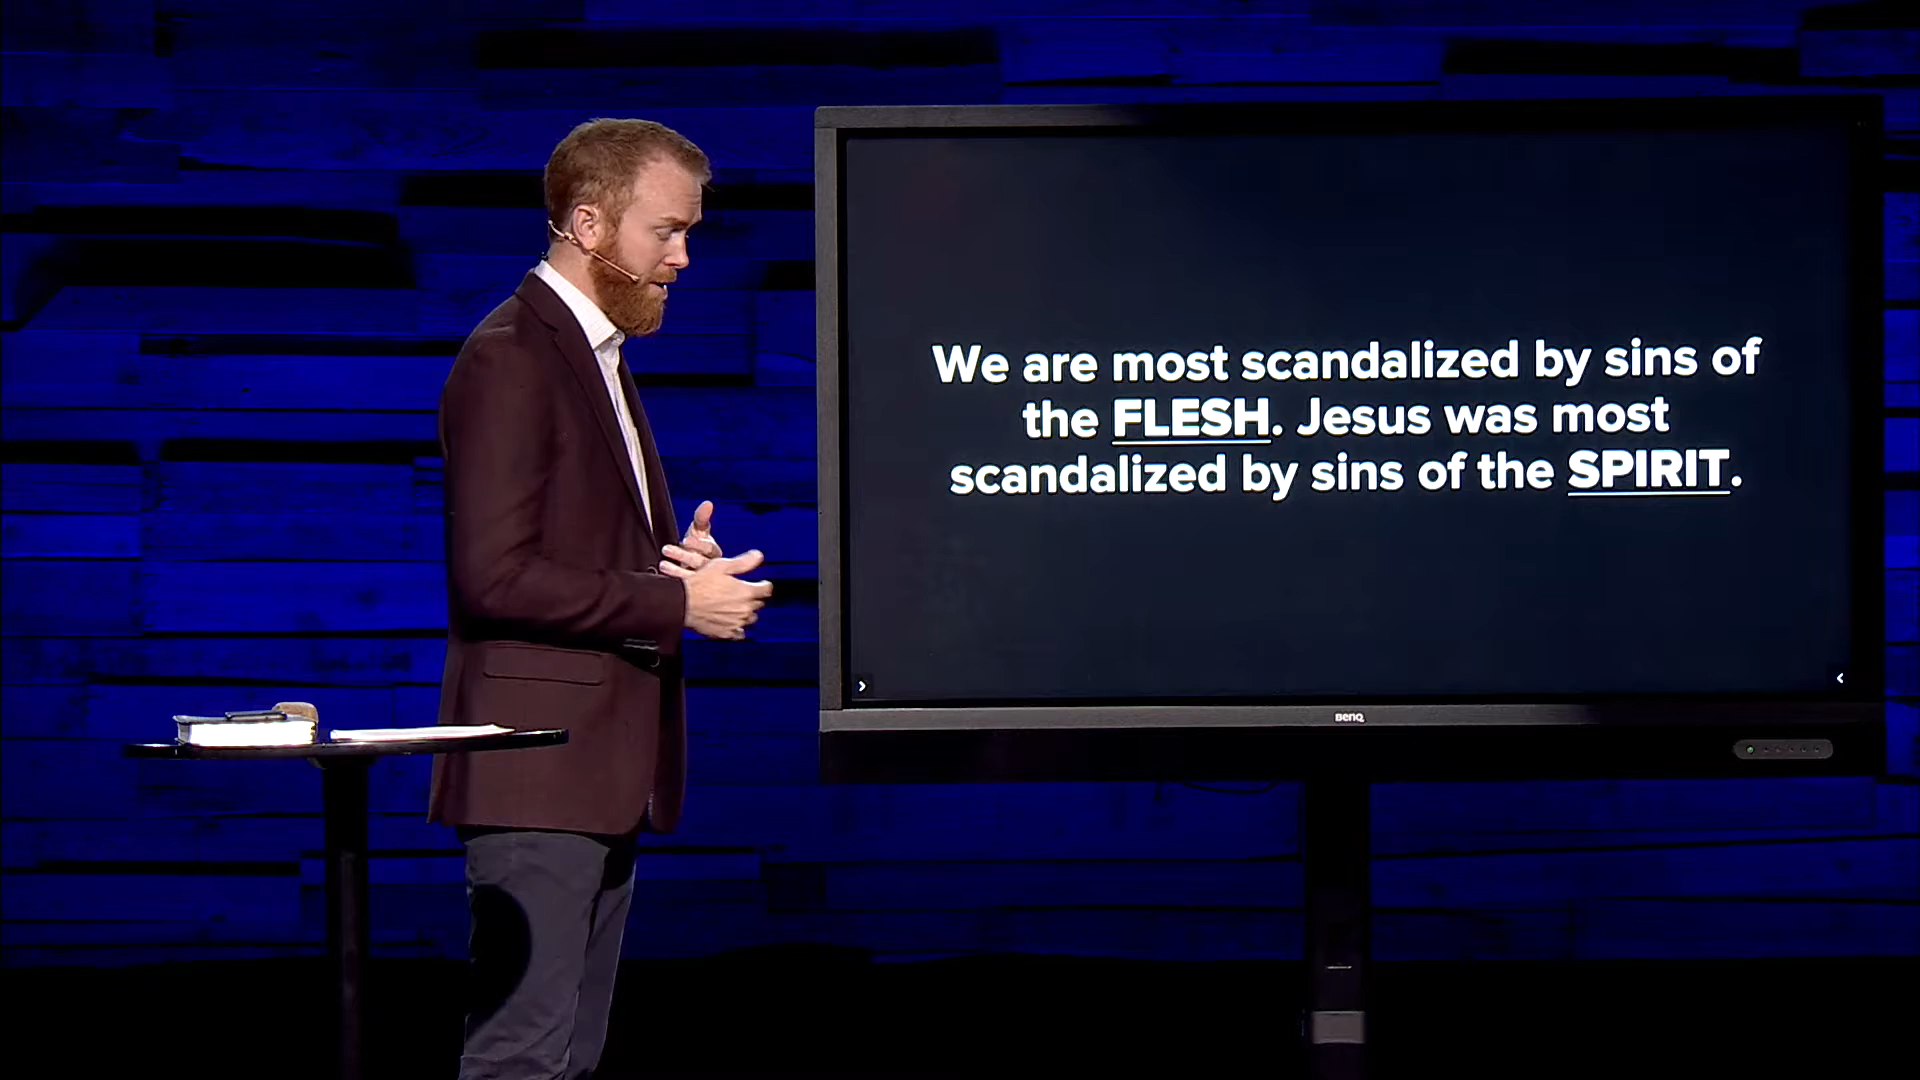 We are most scandalized by sins of
the FLESH. Jesus was most
scandalized by sins of the SPIRIT.
BenQ